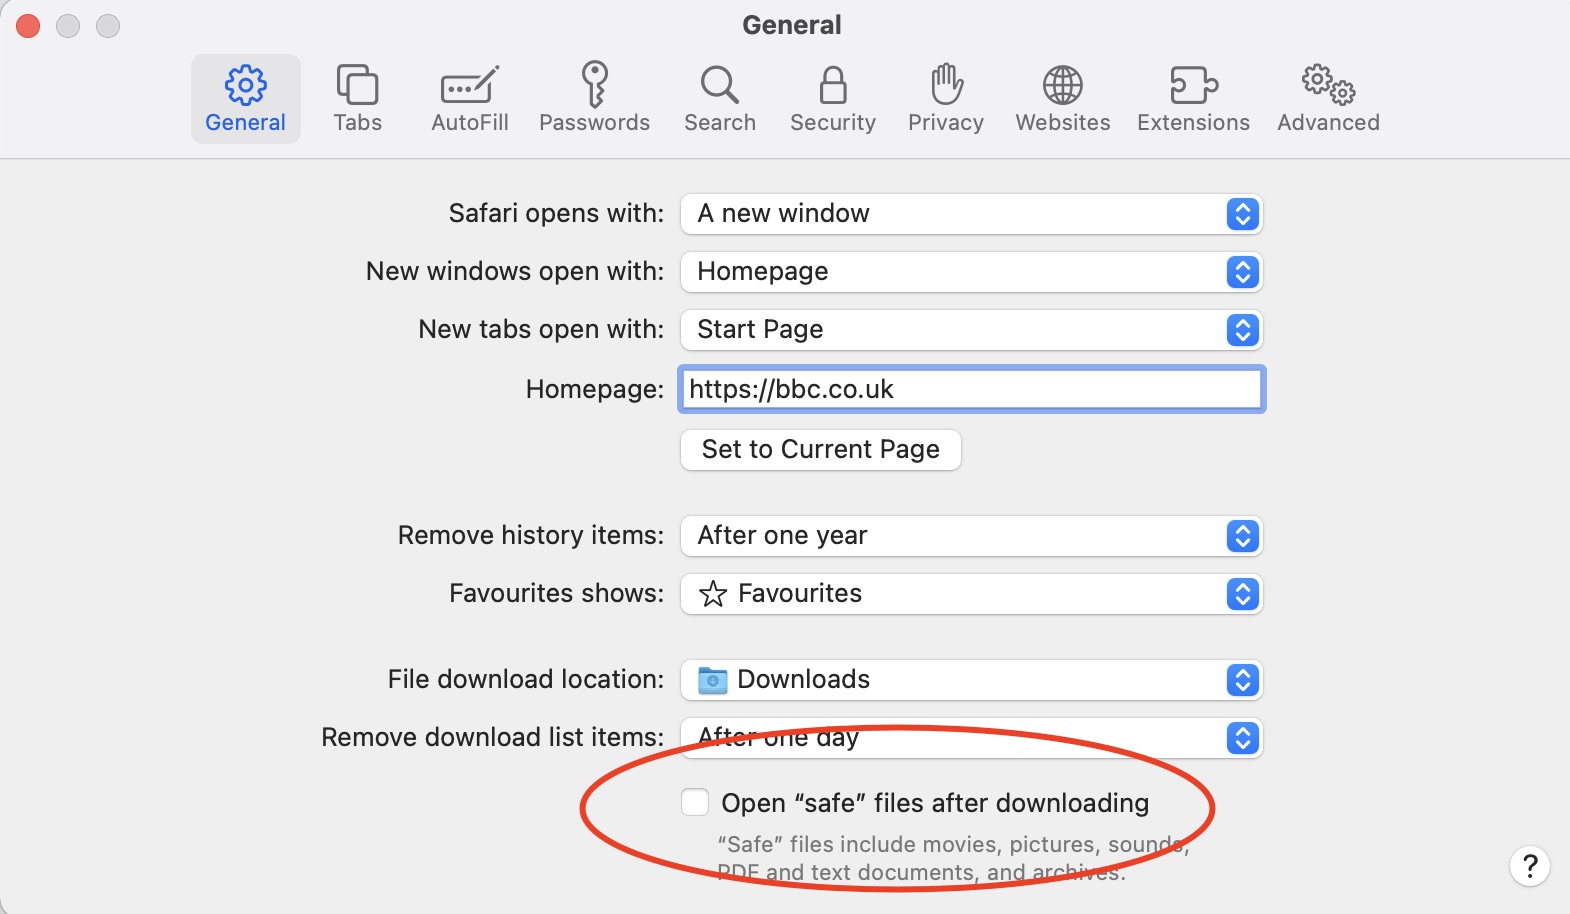 General
General Tabs AutoFill Passwords Search Security Privacy Websites Extensions Advanced
Safari opens with: A new window
New windows open with: Homepage
New tabs open with: Start Page
Homepage: https://bbc.co.uk
Set to Current Page
Remove history items: After one year
Favourites shows: Favourites
File download location: Downloads
Remove download list items: After one day
Open “safe” files after downloading
“Safe” files include movies, pictures, sounds,
PDF and text documents, and archives.
?